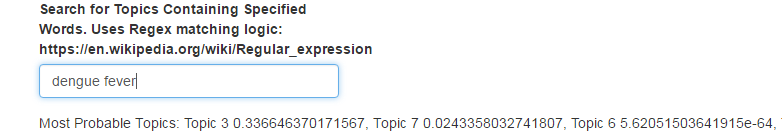 Search for Topics Containing Specified
Words. Uses Regex matching logic:
https://en.wikipedia.org/wiki/Regular_expression
dengue fever
Most Probable Topics: Topic 3 0.336646370171567, Topic 7 0.0243358032741807, Topic 6 5.62051503641915e-64.